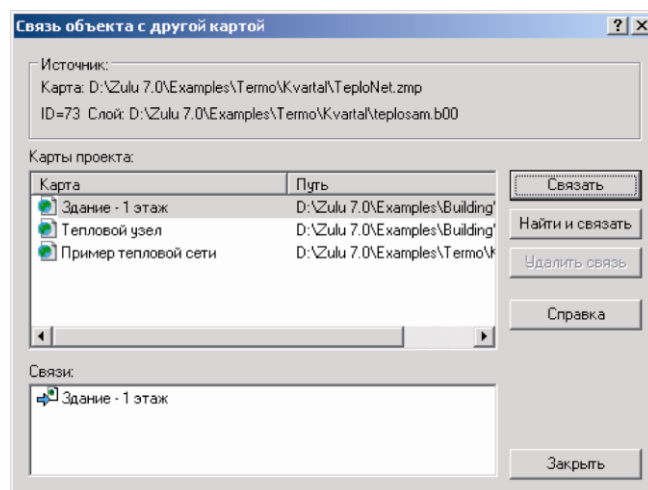 Связь объекта с другой картой
Источник:
Карта: D:\Zulu 7.0\Examples\Termo\Kvartal\TeploNet.zmp
ID=73 Слой: D:\Zulu 7.0\Examples\Termo\Kvartal\teplosam.b00
Карты проекта:
Карта Путь
Здание - 1 этаж D:\Zulu 7.0\Examples\Building'
Тепловой узел D:\Zulu 7.0\Examples\Building'
Пример тепловой сети D:\Zulu 7.0\Examples\Termo\K
Связать
Найти и связать
Удалить связь
Справка
Связи:
Здание - 1 этаж
Закрыть